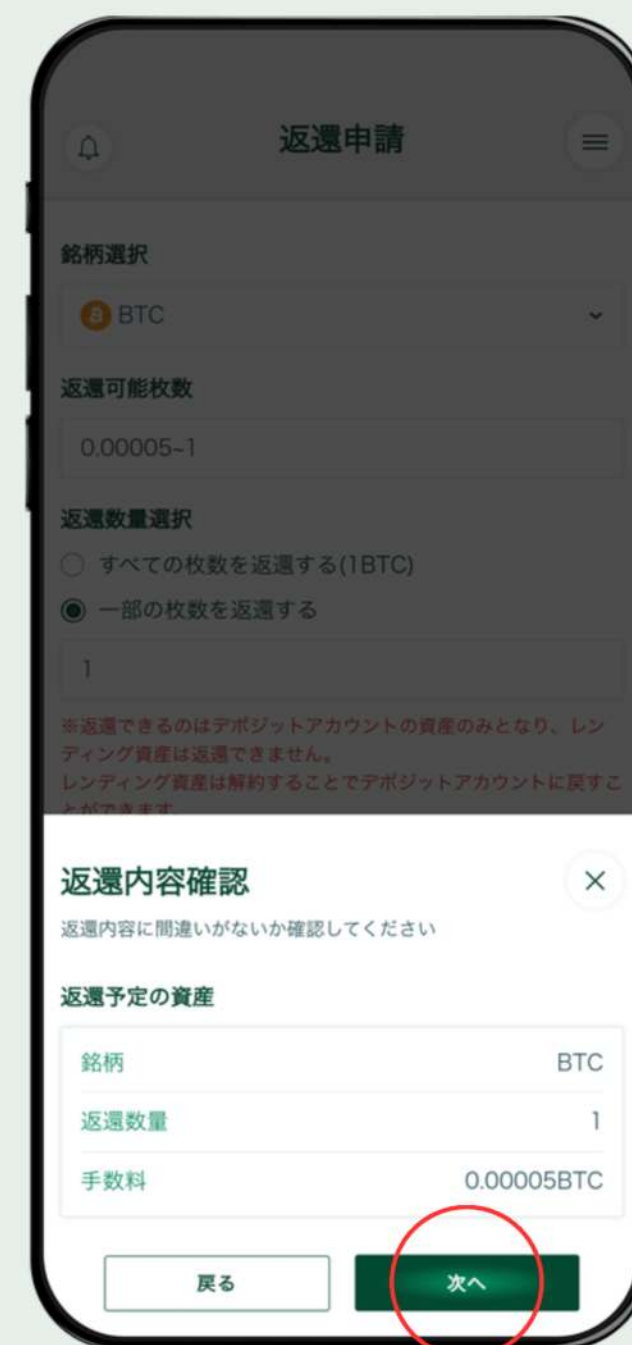 返還申請
銘柄選択
BTC
返還可能枚数
0.00005~1
返還数量選択
すべての枚数を返還する(1BTC)
一部の枚数を返還する
1
※返還できるのはデポジットアカウントの資産のみとなり、レン
ディング資産は返還できません。
レンディング資産は解約することでデポジットアカウントに戻すこ
とができます。
返還内容確認
返還内容に間違いがないか確認してください
返還予定の資産
銘柄 BTC
返還数量 1
手数料 0.00005BTC
戻る 次へ